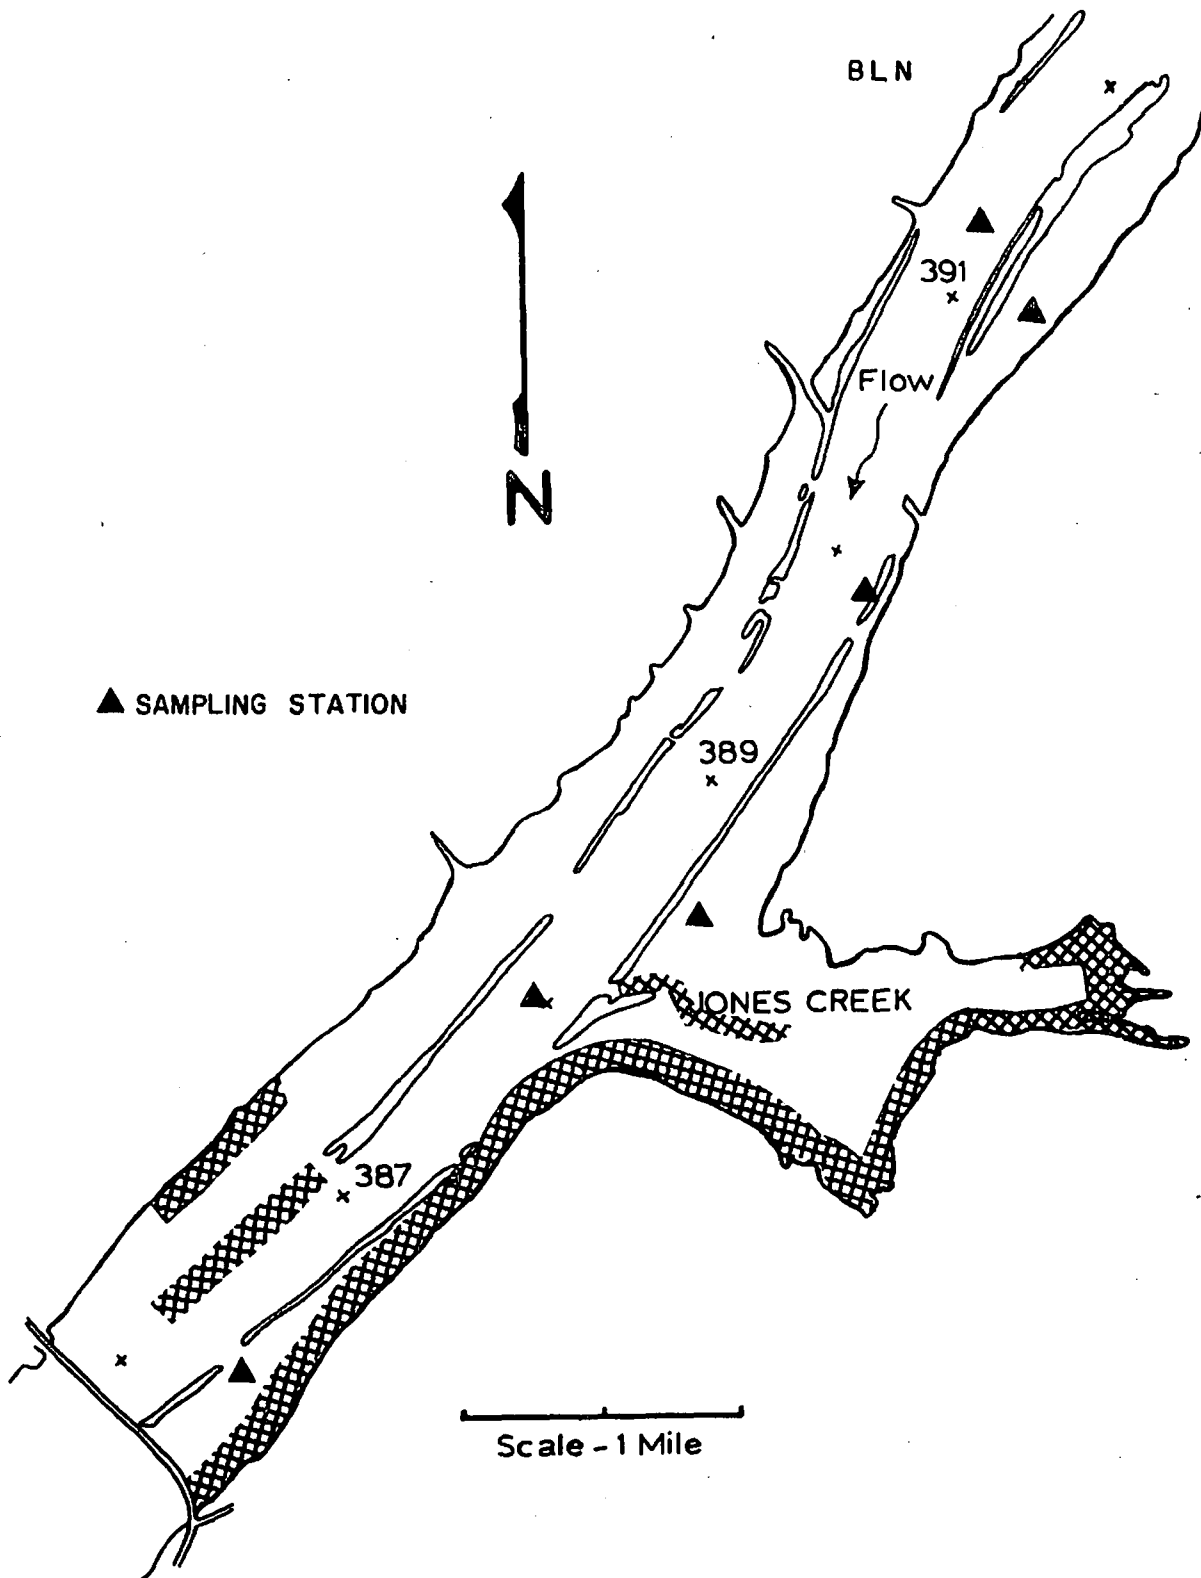 BLN
391
Flow
N
▲ SAMPLING STATION
389
JONES CREEK
387
Scale - 1 Mile